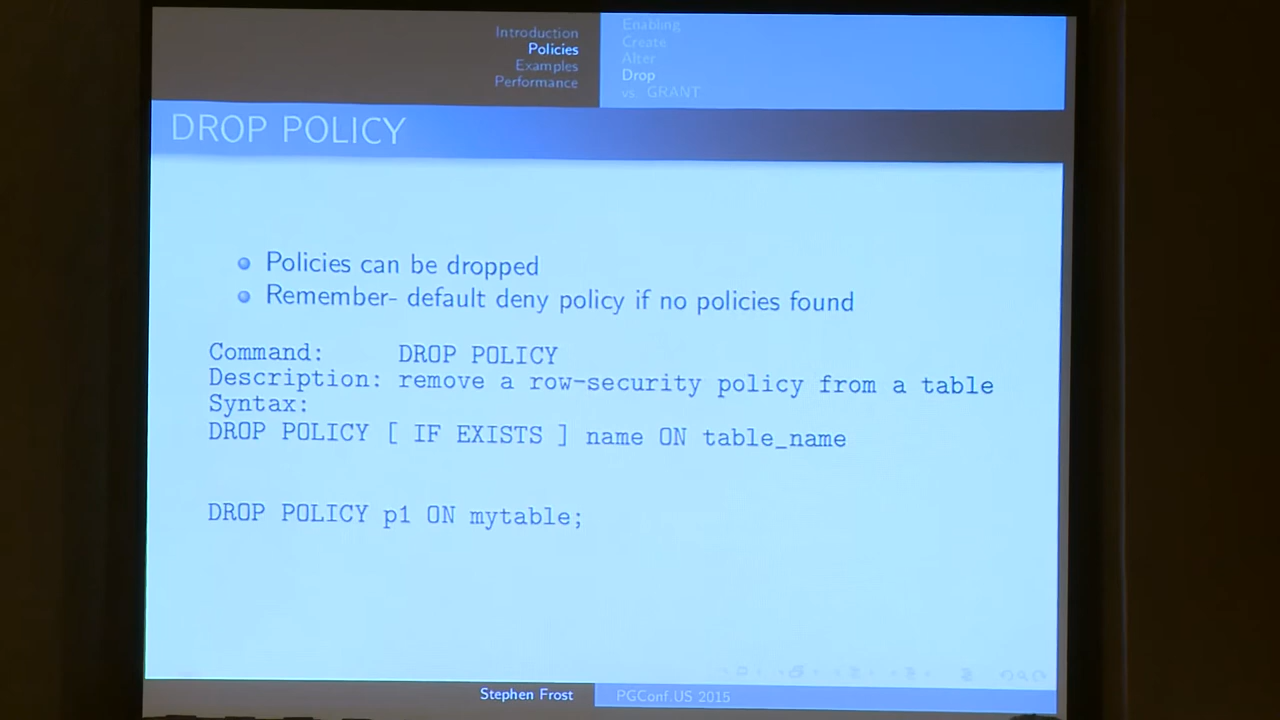 Introduction
Policies
Examples
Performance
Enabling
Create
Alter
Drop
vs. GRANT
DROP POLICY
Policies can be dropped
Remember- default deny policy if no policies found
Command: DROP POLICY
Description: remove a row-security policy from a table
Syntax:
DROP POLICY [ IF EXISTS ] name ON table_name
DROP POLICY p1 ON mytable;
Stephen Frost
PGConf.US 2015